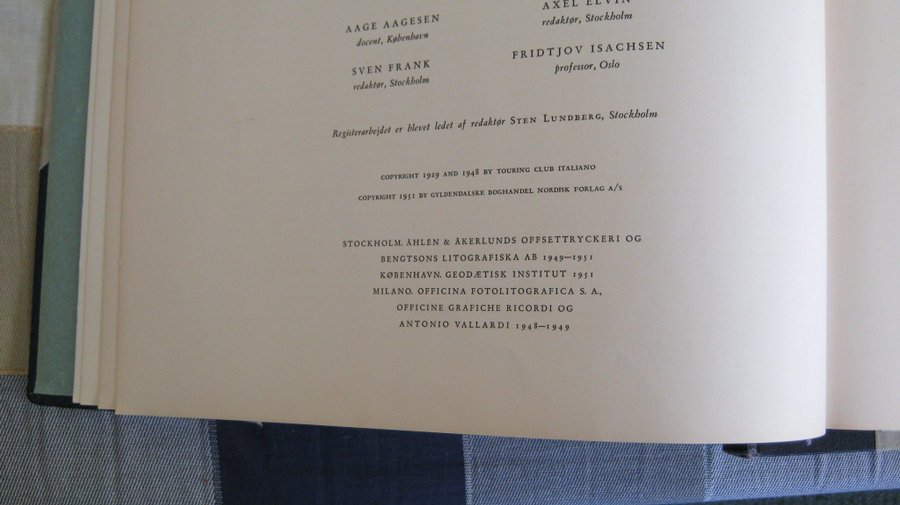 AAGE AAGESEN
docent, København
SVEN FRANK
redaktør, Stockholm
AXEL ELVIN
redaktør, Stockholm
FRIDTJOV ISACHSEN
professor, Oslo
Registerarbejdet er blevet ledet af redaktør STEN LUNDBERG, Stockholm
COPYRIGHT 1929 AND 1948 BY TOURING CLUB ITALIANO
COPYRIGHT 1951 BY GYLDENDALSKE BOGHANDEL NORDISK FORLAG A/S
STOCKHOLM. ÅHLÉN & ÅKERLUNDS OFFSETTRYCKERI OG
BENGTSONS LITOGRAFISKA AB 1949—1951
KØBENHAVN. GEODÆTISK INSTITUT 1951
MILANO. OFFICINA FOTOLITOGRAFICA S. A.,
OFFICINE GRAFICHE RICORDI OG
ANTONIO VALLARDI 1948—1949